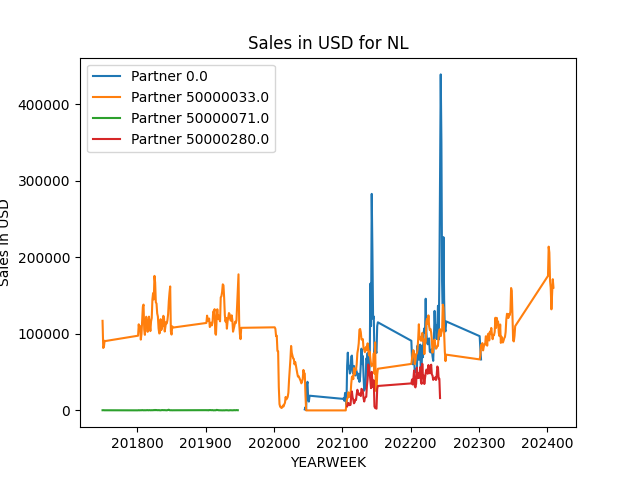 Sales in USD for NL
Partner 0.0
Partner 50000033.0
Partner 50000071.0
Partner 50000280.0
400000
300000
200000
100000
0
Sales in USD
201800 201900 202000 202100 202200 202300 202400
YEARWEEK